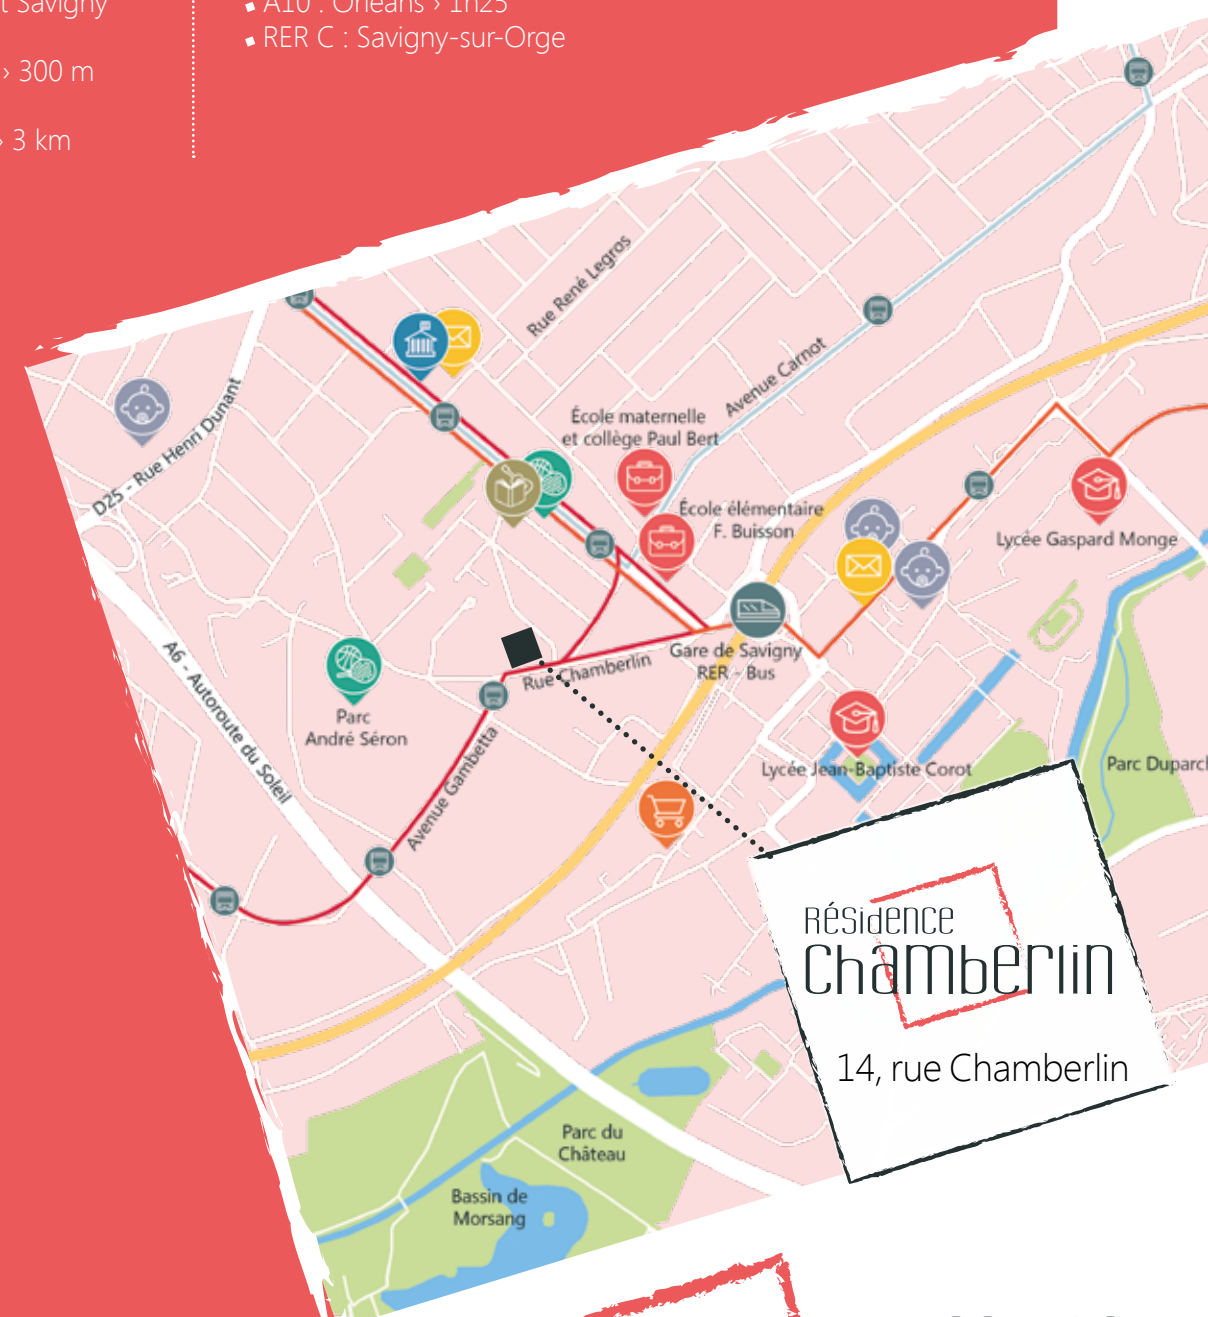 t Savigny
› 300 m
› 3 km
A10 : Orléans › 1h25
RER C : Savigny-sur-Orge
Rue René Legros
Avenue Carnot
D25 - Rue Henri Dunant
École maternelle
et collège Paul Bert
École élémentaire
F. Buisson
Lycée Gaspard Monge
A6 - Autoroute du Soleil
Gare de Savigny
RER - Bus
Rue Chamberlin
Parc
André Séron
Avenue Gambetta
Lycée Jean-Baptiste Corot
Parc Duparc
RÉSidENCE
Chamberlin
14, rue Chamberlin
Parc du
Château
Bassin de
Morsang